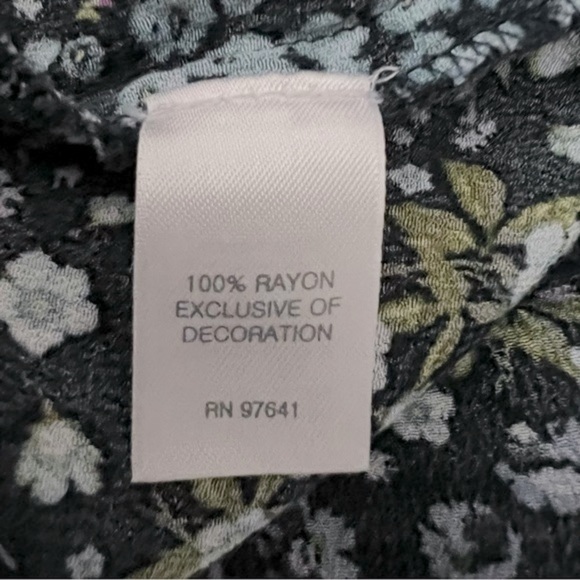 100% RAYON
EXCLUSIVE OF
DECORATION
RN 97641